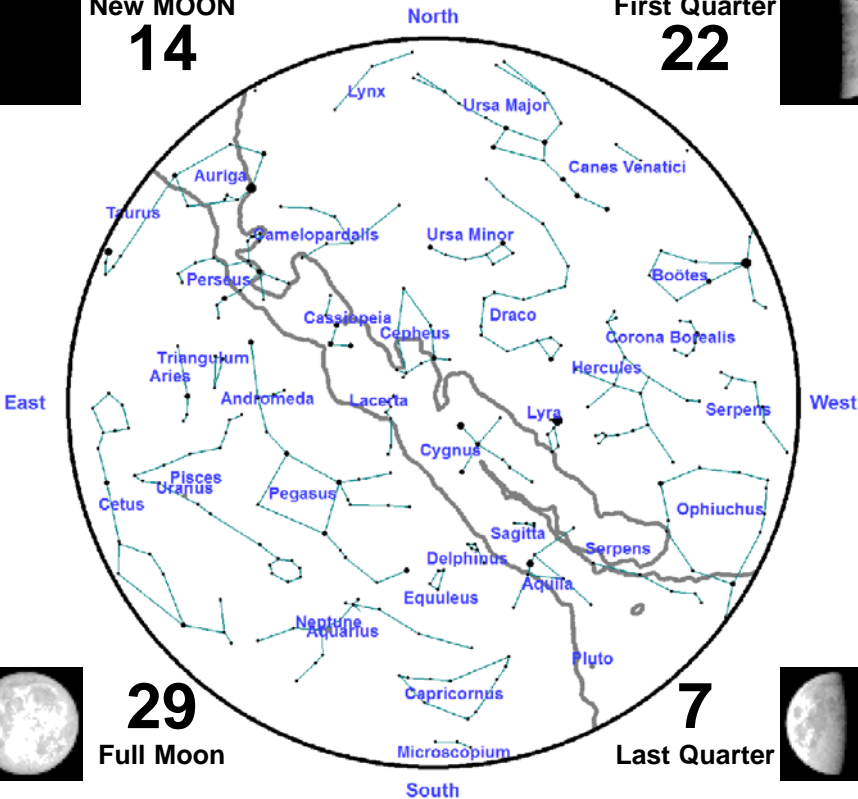 New MOON
14
First Quarter
22
North
Lynx
Ursa Major
Canes Venatici
Auriga
Taurus
Camelopardalis
Ursa Minor
Boötes
Perseus
Draco
Cassiopeia
Cepheus
Corona Borealis
Triangulum
Aries
Hercules
East
Andromeda
Lacerta
Lyra
Serpens
West
Cygnus
Pisces
Uranus
Pegasus
Cetus
Ophiuchus
Sagitta
Serpens
Delphinus
Aquila
Equuleus
Neptune
Aquarius
Pluto
Capricornus
29
Full Moon
7
Last Quarter
Microscopium
South